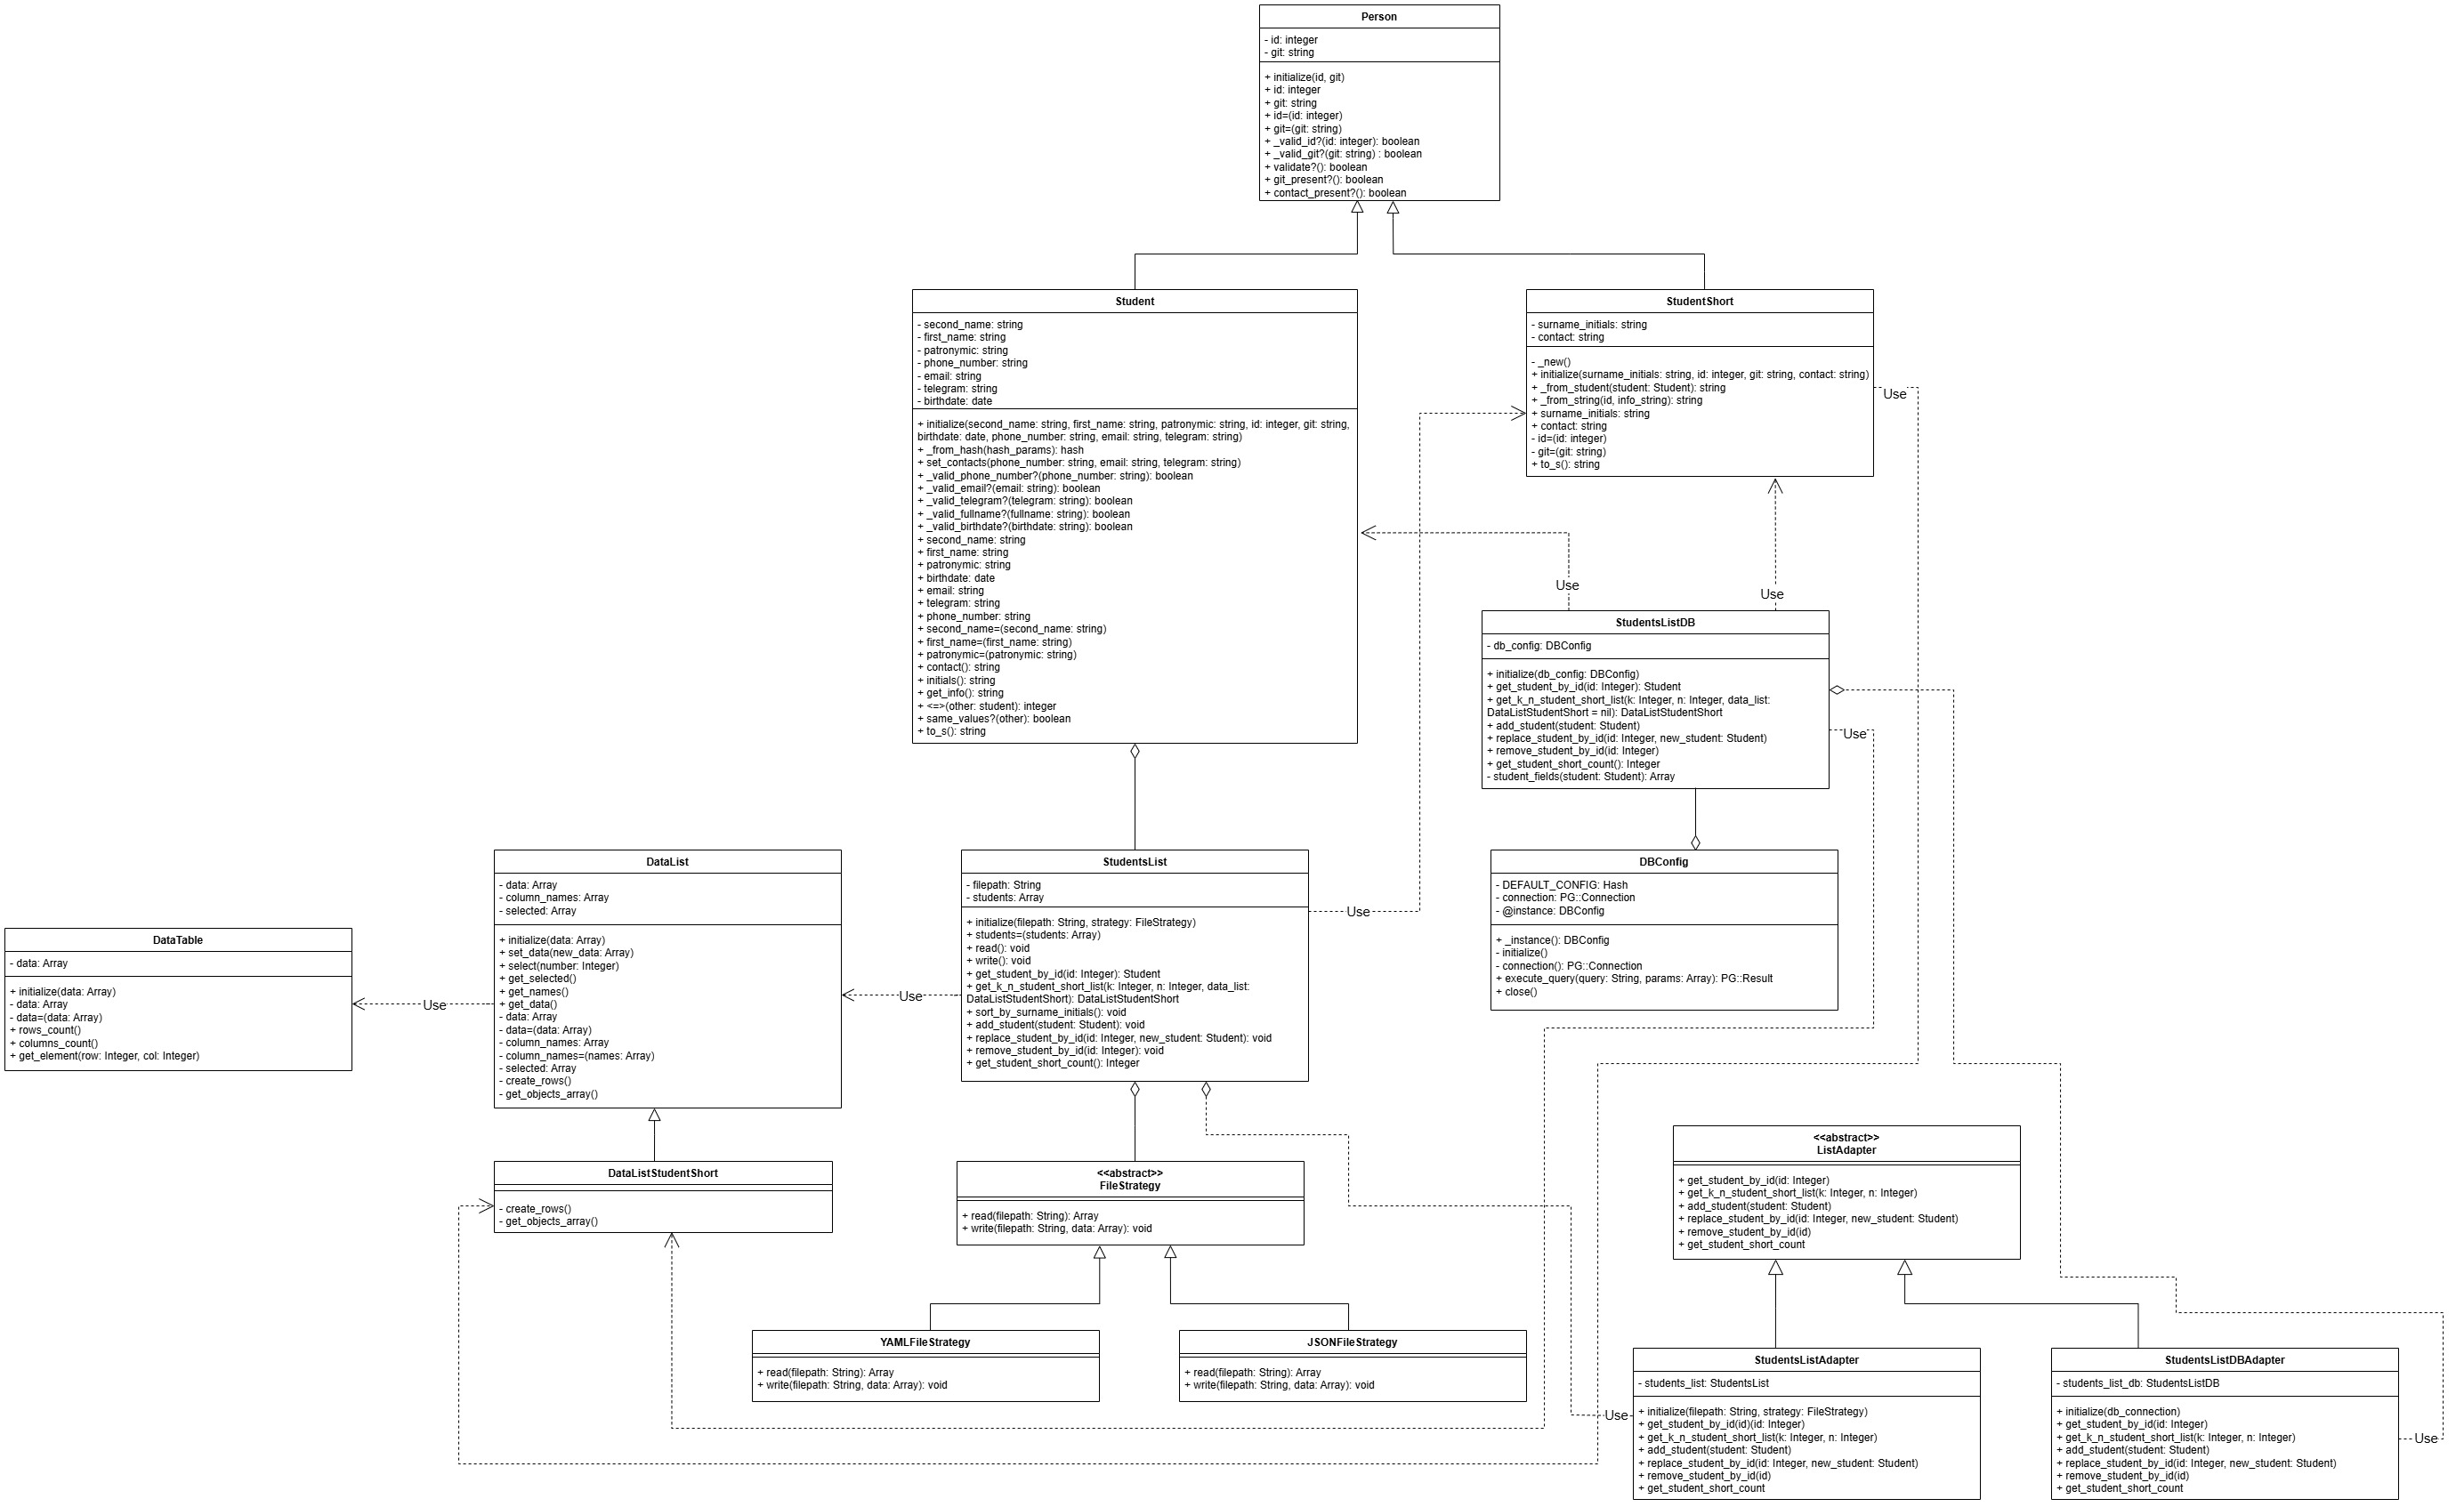 Person
- id: integer
- git: string
+ initialize(id, git)
+ id: integer
+ git: string
+ id=(id: integer)
+ git=(git: string)
+ _valid_id?(id: integer): boolean
+ _valid_git?(git: string) : boolean
+ validate?(): boolean
+ git_present?(): boolean
+ contact_present?(): boolean
Student
- second_name: string
- first_name: string
- patronymic: string
- phone_number: string
- email: string
- telegram: string
- birthdate: date
+ initialize(second_name: string, first_name: string, patronymic: string, id: integer, git: string,
birthdate: date, phone_number: string, email: string, telegram: string)
+ _from_hash(hash_params): hash
+ set_contacts(phone_number: string, email: string, telegram: string)
+ _valid_phone_number?(phone_number: string): boolean
+ _valid_email?(email: string): boolean
+ _valid_telegram?(telegram: string): boolean
+ _valid_fullname?(fullname: string): boolean
+ _valid_birthdate?(birthdate: string): boolean
+ second_name: string
+ first_name: string
+ patronymic: string
+ birthdate: date
+ email: string
+ telegram: string
+ phone_number: string
+ second_name=(second_name: string)
+ first_name=(first_name: string)
+ patronymic=(patronymic: string)
+ contact(): string
+ initials(): string
+ get_info(): string
+ <=>(other: student): integer
+ same_values?(other): boolean
+ to_s(): string
StudentShort
- surname_initials: string
- contact: string
- _new()
+ initialize(surname_initials: string, id: integer, git: string, contact: string)
+ _from_student(student: Student): string
+ _from_string(id, info_string): string
+ surname_initials: string
+ contact: string
- id=(id: integer)
- git=(git: string)
+ to_s(): string
Use
Use
Use
StudentsListDB
- db_config: DBConfig
+ initialize(db_config: DBConfig)
+ get_student_by_id(id: Integer): Student
+ get_k_n_student_short_list(k: Integer, n: Integer, data_list:
DataListStudentShort = nil): DataListStudentShort
+ add_student(student: Student)
+ replace_student_by_id(id: Integer, new_student: Student)
+ remove_student_by_id(id: Integer)
+ get_student_short_count(): Integer
- student_fields(student: Student): Array
Use
DataTable
- data: Array
+ initialize(data: Array)
- data: Array
- data=(data: Array)
+ rows_count()
+ columns_count()
+ get_element(row: Integer, col: Integer)
Use
DataList
- data: Array
- column_names: Array
- selected: Array
+ initialize(data: Array)
+ set_data(new_data: Array)
+ select(number: Integer)
+ get_selected()
+ get_names()
+ get_data()
- data: Array
- data=(data: Array)
- column_names: Array
- column_names=(names: Array)
- selected: Array
- create_rows()
- get_objects_array()
Use
StudentsList
- filepath: String
- students: Array
+ initialize(filepath: String, strategy: FileStrategy)
+ students=(students: Array)
+ read(): void
+ write(): void
+ get_student_by_id(id: Integer): Student
+ get_k_n_student_short_list(k: Integer, n: Integer, data_list:
DataListStudentShort): DataListStudentShort
+ sort_by_surname_initials(): void
+ add_student(student: Student): void
+ replace_student_by_id(id: Integer, new_student: Student): void
+ remove_student_by_id(id: Integer): void
+ get_student_short_count(): Integer
Use
DBConfig
- DEFAULT_CONFIG: Hash
- connection: PG::Connection
- @instance: DBConfig
+ _instance(): DBConfig
- initialize()
- connection(): PG::Connection
+ execute_query(query: String, params: Array): PG::Result
+ close()
DataListStudentShort
- create_rows()
- get_objects_array()
<<abstract>>
FileStrategy
+ read(filepath: String): Array
+ write(filepath: String, data: Array): void
<<abstract>>
ListAdapter
+ get_student_by_id(id: Integer)
+ get_k_n_student_short_list(k: Integer, n: Integer)
+ add_student(student: Student)
+ replace_student_by_id(id: Integer, new_student: Student)
+ remove_student_by_id(id)
+ get_student_short_count
YAMLFileStrategy
+ read(filepath: String): Array
+ write(filepath: String, data: Array): void
JSONFileStrategy
+ read(filepath: String): Array
+ write(filepath: String, data: Array): void
Use
StudentsListAdapter
- students_list: StudentsList
+ initialize(filepath: String, strategy: FileStrategy)
+ get_student_by_id(id)(id: Integer)
+ get_k_n_student_short_list(k: Integer, n: Integer)
+ add_student(student: Student)
+ replace_student_by_id(id: Integer, new_student: Student)
+ remove_student_by_id(id)
+ get_student_short_count
StudentsListDBAdapter
- students_list_db: StudentsListDB
+ initialize(db_connection)
+ get_student_by_id(id: Integer)
+ get_k_n_student_short_list(k: Integer, n: Integer)
+ add_student(student: Student)
+ replace_student_by_id(id: Integer, new_student: Student)
+ remove_student_by_id(id)
+ get_student_short_count
Use